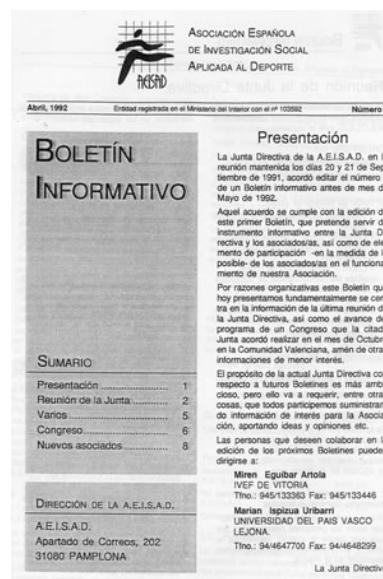 ASOCIACIÓN ESPAÑOLA
DE INVESTIGACIÓN SOCIAL
APLICADA AL DEPORTE
AEISAD
Abril, 1992
Entidad registrada en el Ministerio del Interior con el nº 103592
Número
BOLETÍN
INFORMATIVO
SUMARIO
Presentación ..................... 1
Reunión de la Junta ............ 2
Varios ............................... 5
Congreso ........................... 6
Nuevos asociados .............. 8
DIRECCIÓN DE LA A.E.I.S.A.D.
A.E.I.S.A.D.
Apartado de Correos, 202
31080 PAMPLONA
Presentación
La Junta Directiva de la A.E.I.S.A.D. en
reunión mantenida los días 20 y 21 de Sep
tiembre de 1991, acordó editar el número
de un Boletín informativo antes de mes d
Mayo de 1992.
Aquel acuerdo se cumple con la edición d
este primer Boletín, que pretende servir d
instrumento informativo entre la Junta D
rectiva y los asociados/as, así como de ele
mento de participación -en la medida de l
posible- de los asociados/as en el funciona
miento de nuestra Asociación.
Por razones organizativas este Boletín qu
hoy presentamos fundamentalmente se cen
tra en la información de la última reunión d
la Junta Directiva, así como el avance de
programa de un Congreso que la citad
Junta acordó realizar en el mes de Octubr
en la Comunidad Valenciana, amén de otra
informaciones de menor interés.
El propósito de la actual Junta Directiva co
respecto a futuros Boletines es más amb
cioso, pero ello va a requerir, entre otra
cosas, que todos participemos suministran
do información de interés para la Asocia
ción, aportando ideas y opiniones etc.
Las personas que deseen colaborar en l
edición de los próximos Boletines puede
dirigirse a:
Miren Eguibar Artola
IVEF DE VITORIA
Tfno.: 945/133363 Fax: 945/133446
Marian Ispizua Uribarri
UNIVERSIDAD DEL PAIS VASCO
LEJONA.
Tfno.: 94/4647700 Fax: 94/4648299
La Junta Directiv